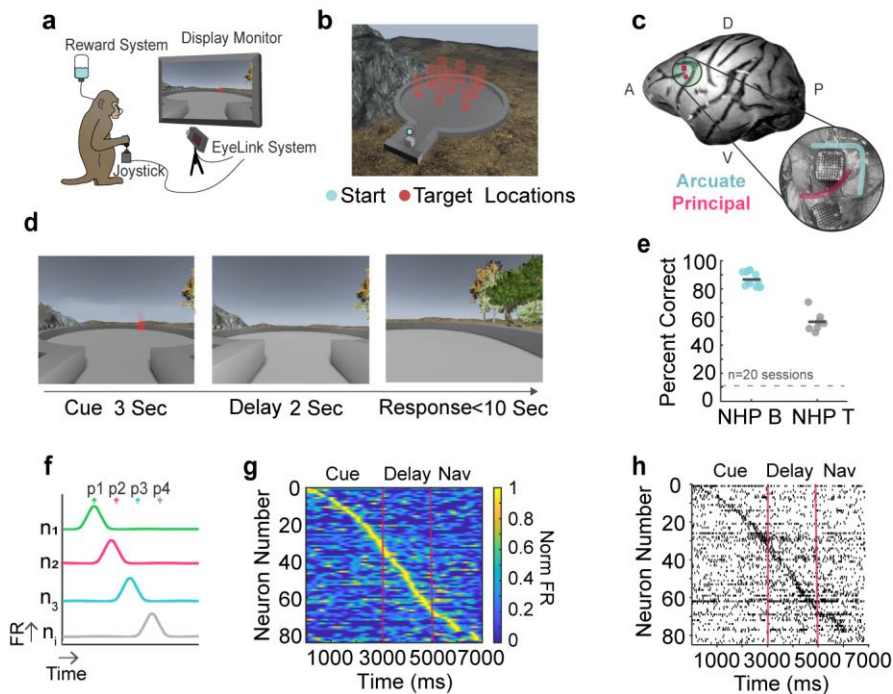 a
Reward System
Display Monitor
EyeLink System
Joystick
b
Start Target Locations
c
D
A
P
V
Arcuate
Principal
d
Cue 3 Sec
Delay 2 Sec
Response<10 Sec
e
Percent Correct
100
80
60
40
20
0
n=20 sessions
NHP B
NHP T
f
p1 p2 p3 p4
n1
n2
n3
ni
FR
Time
g
Cue Delay Nav
Neuron Number
0
20
40
60
80
1000 3000 5000 7000
Time (ms)
1
0.8
0.6
0.4
0.2
0
Norm FR
h
Cue Delay Nav
Neuron Number
0
20
40
60
80
1000 3000 5000 7000
Time (ms)